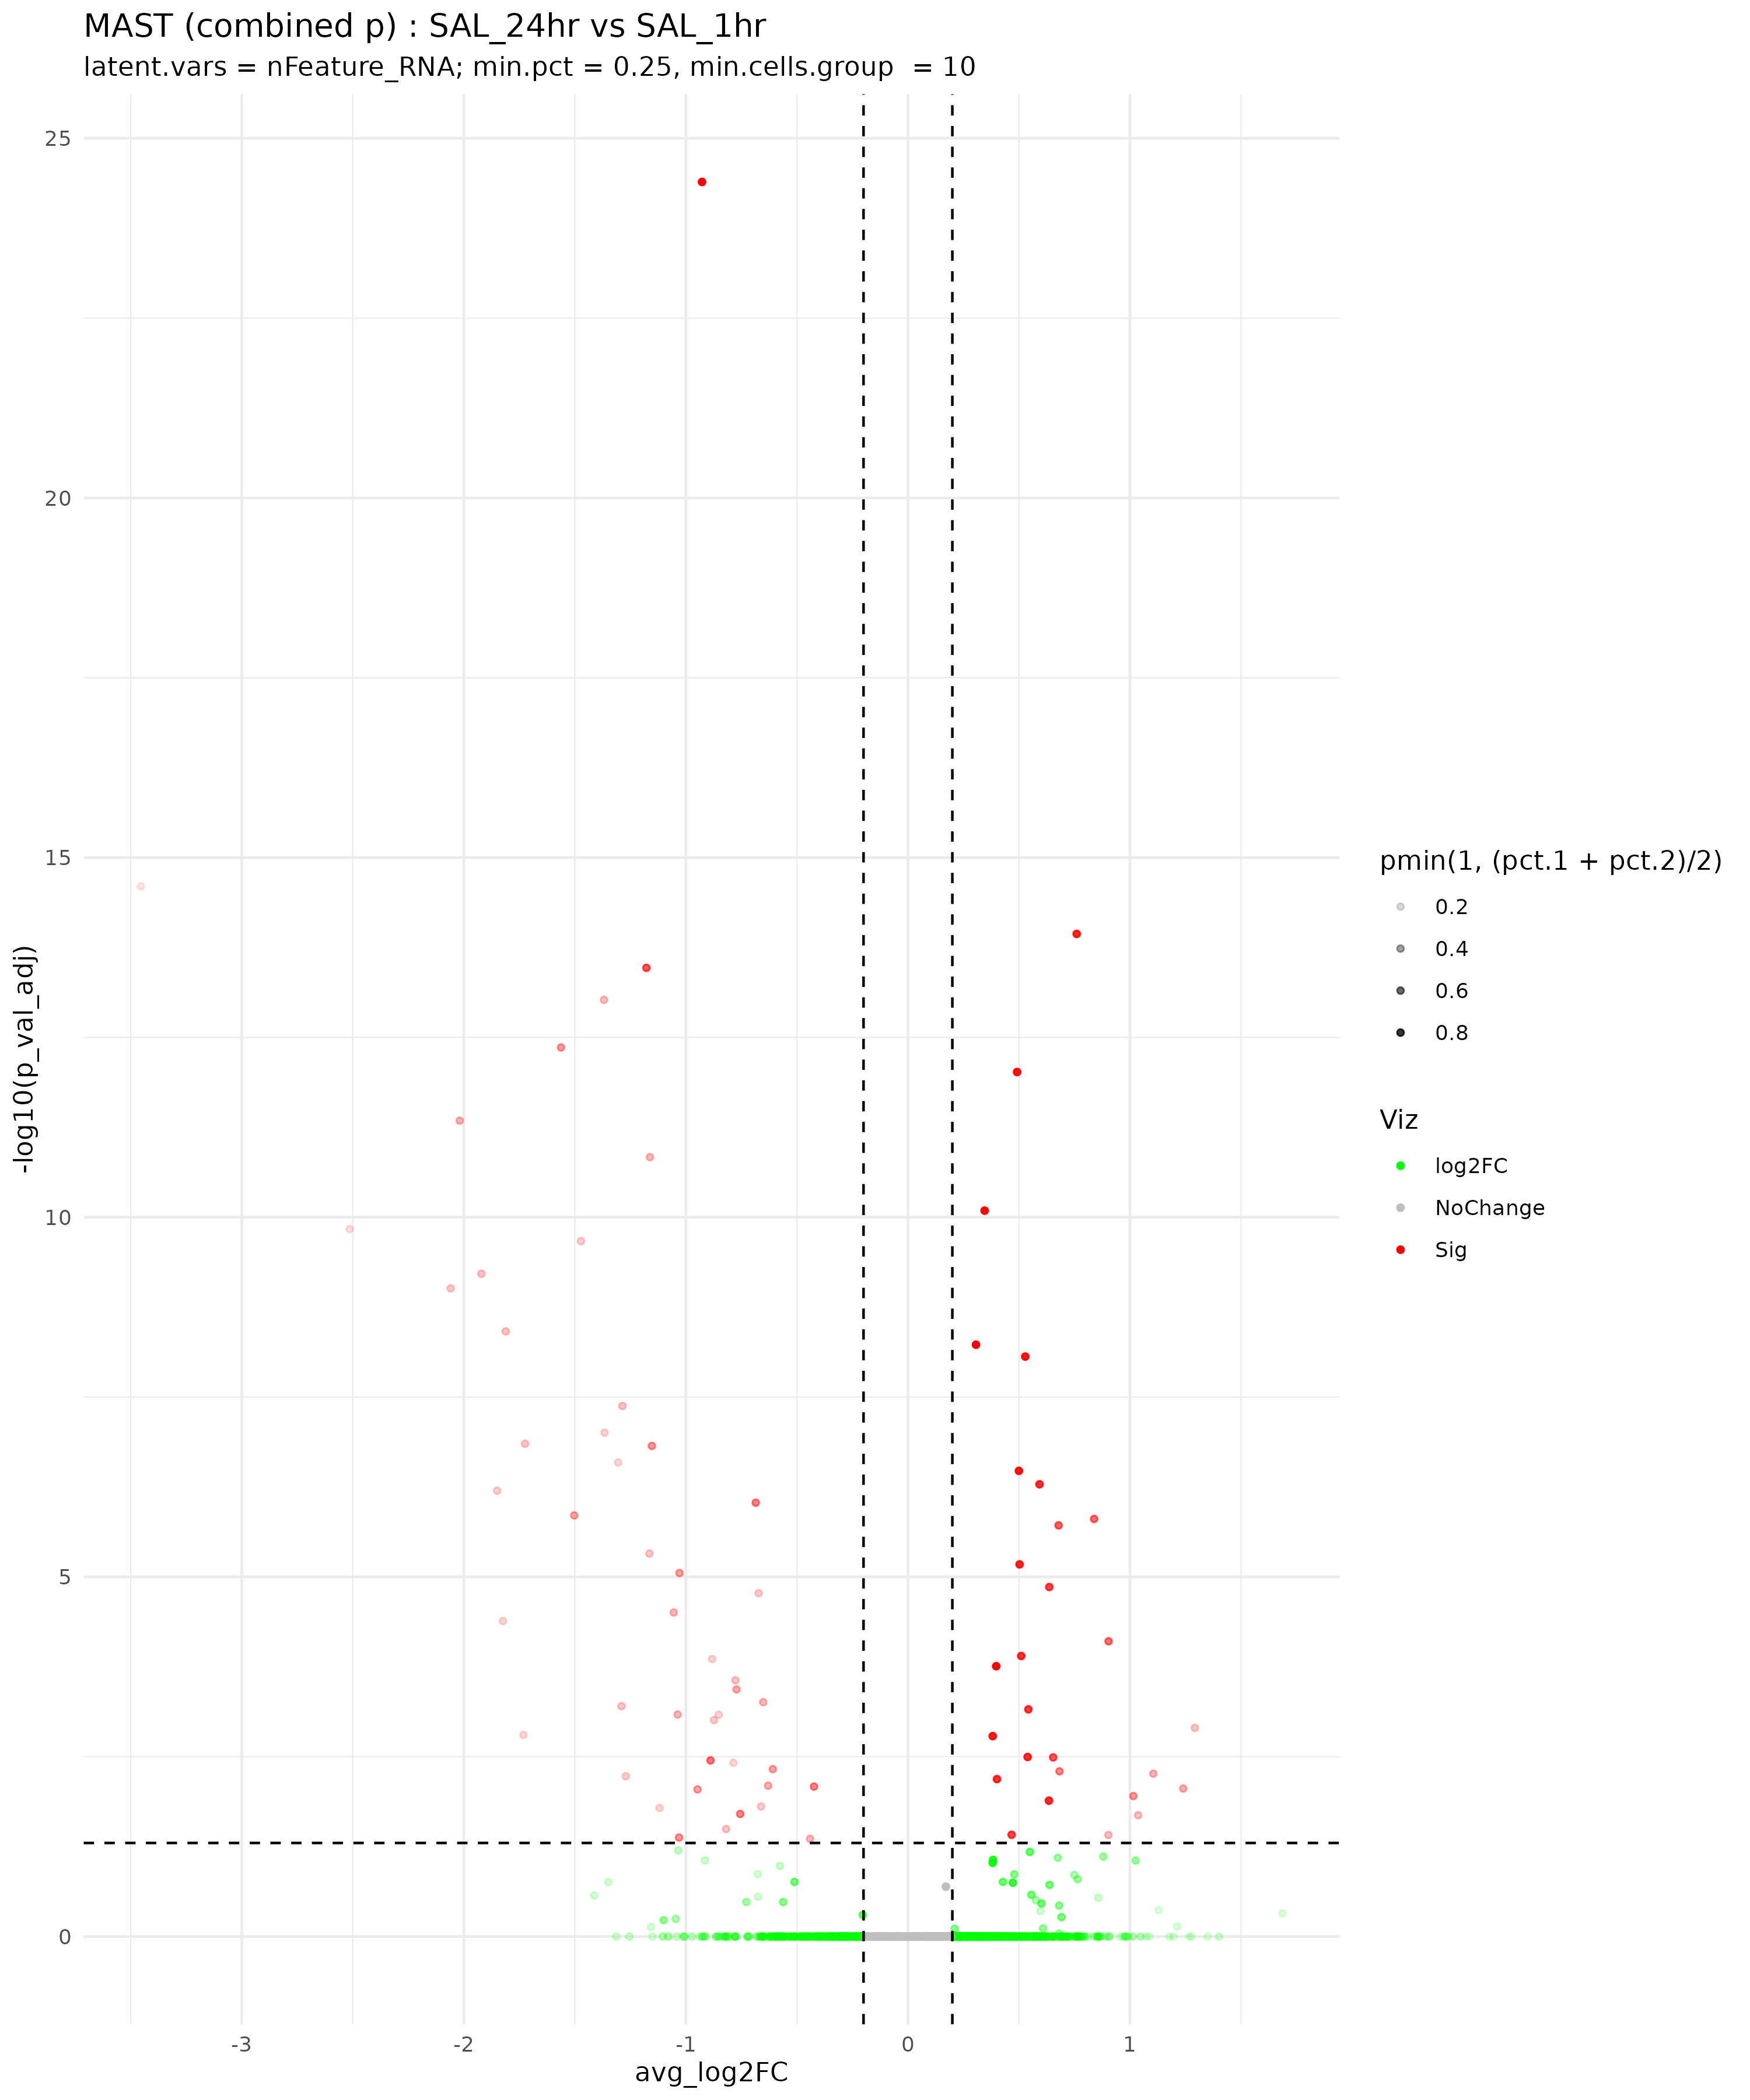 MAST (combined p) : SAL_24hr vs SAL_1hr
latent.vars = nFeature_RNA; min.pct = 0.25, min.cells.group  = 10
25
20
15
10
5
0
-log10(p_val_adj)
-3
-2
-1
0
1
avg_log2FC
pmin(1, (pct.1 + pct.2)/2)
0.2
0.4
0.6
0.8
Viz
log2FC
NoChange
Sig